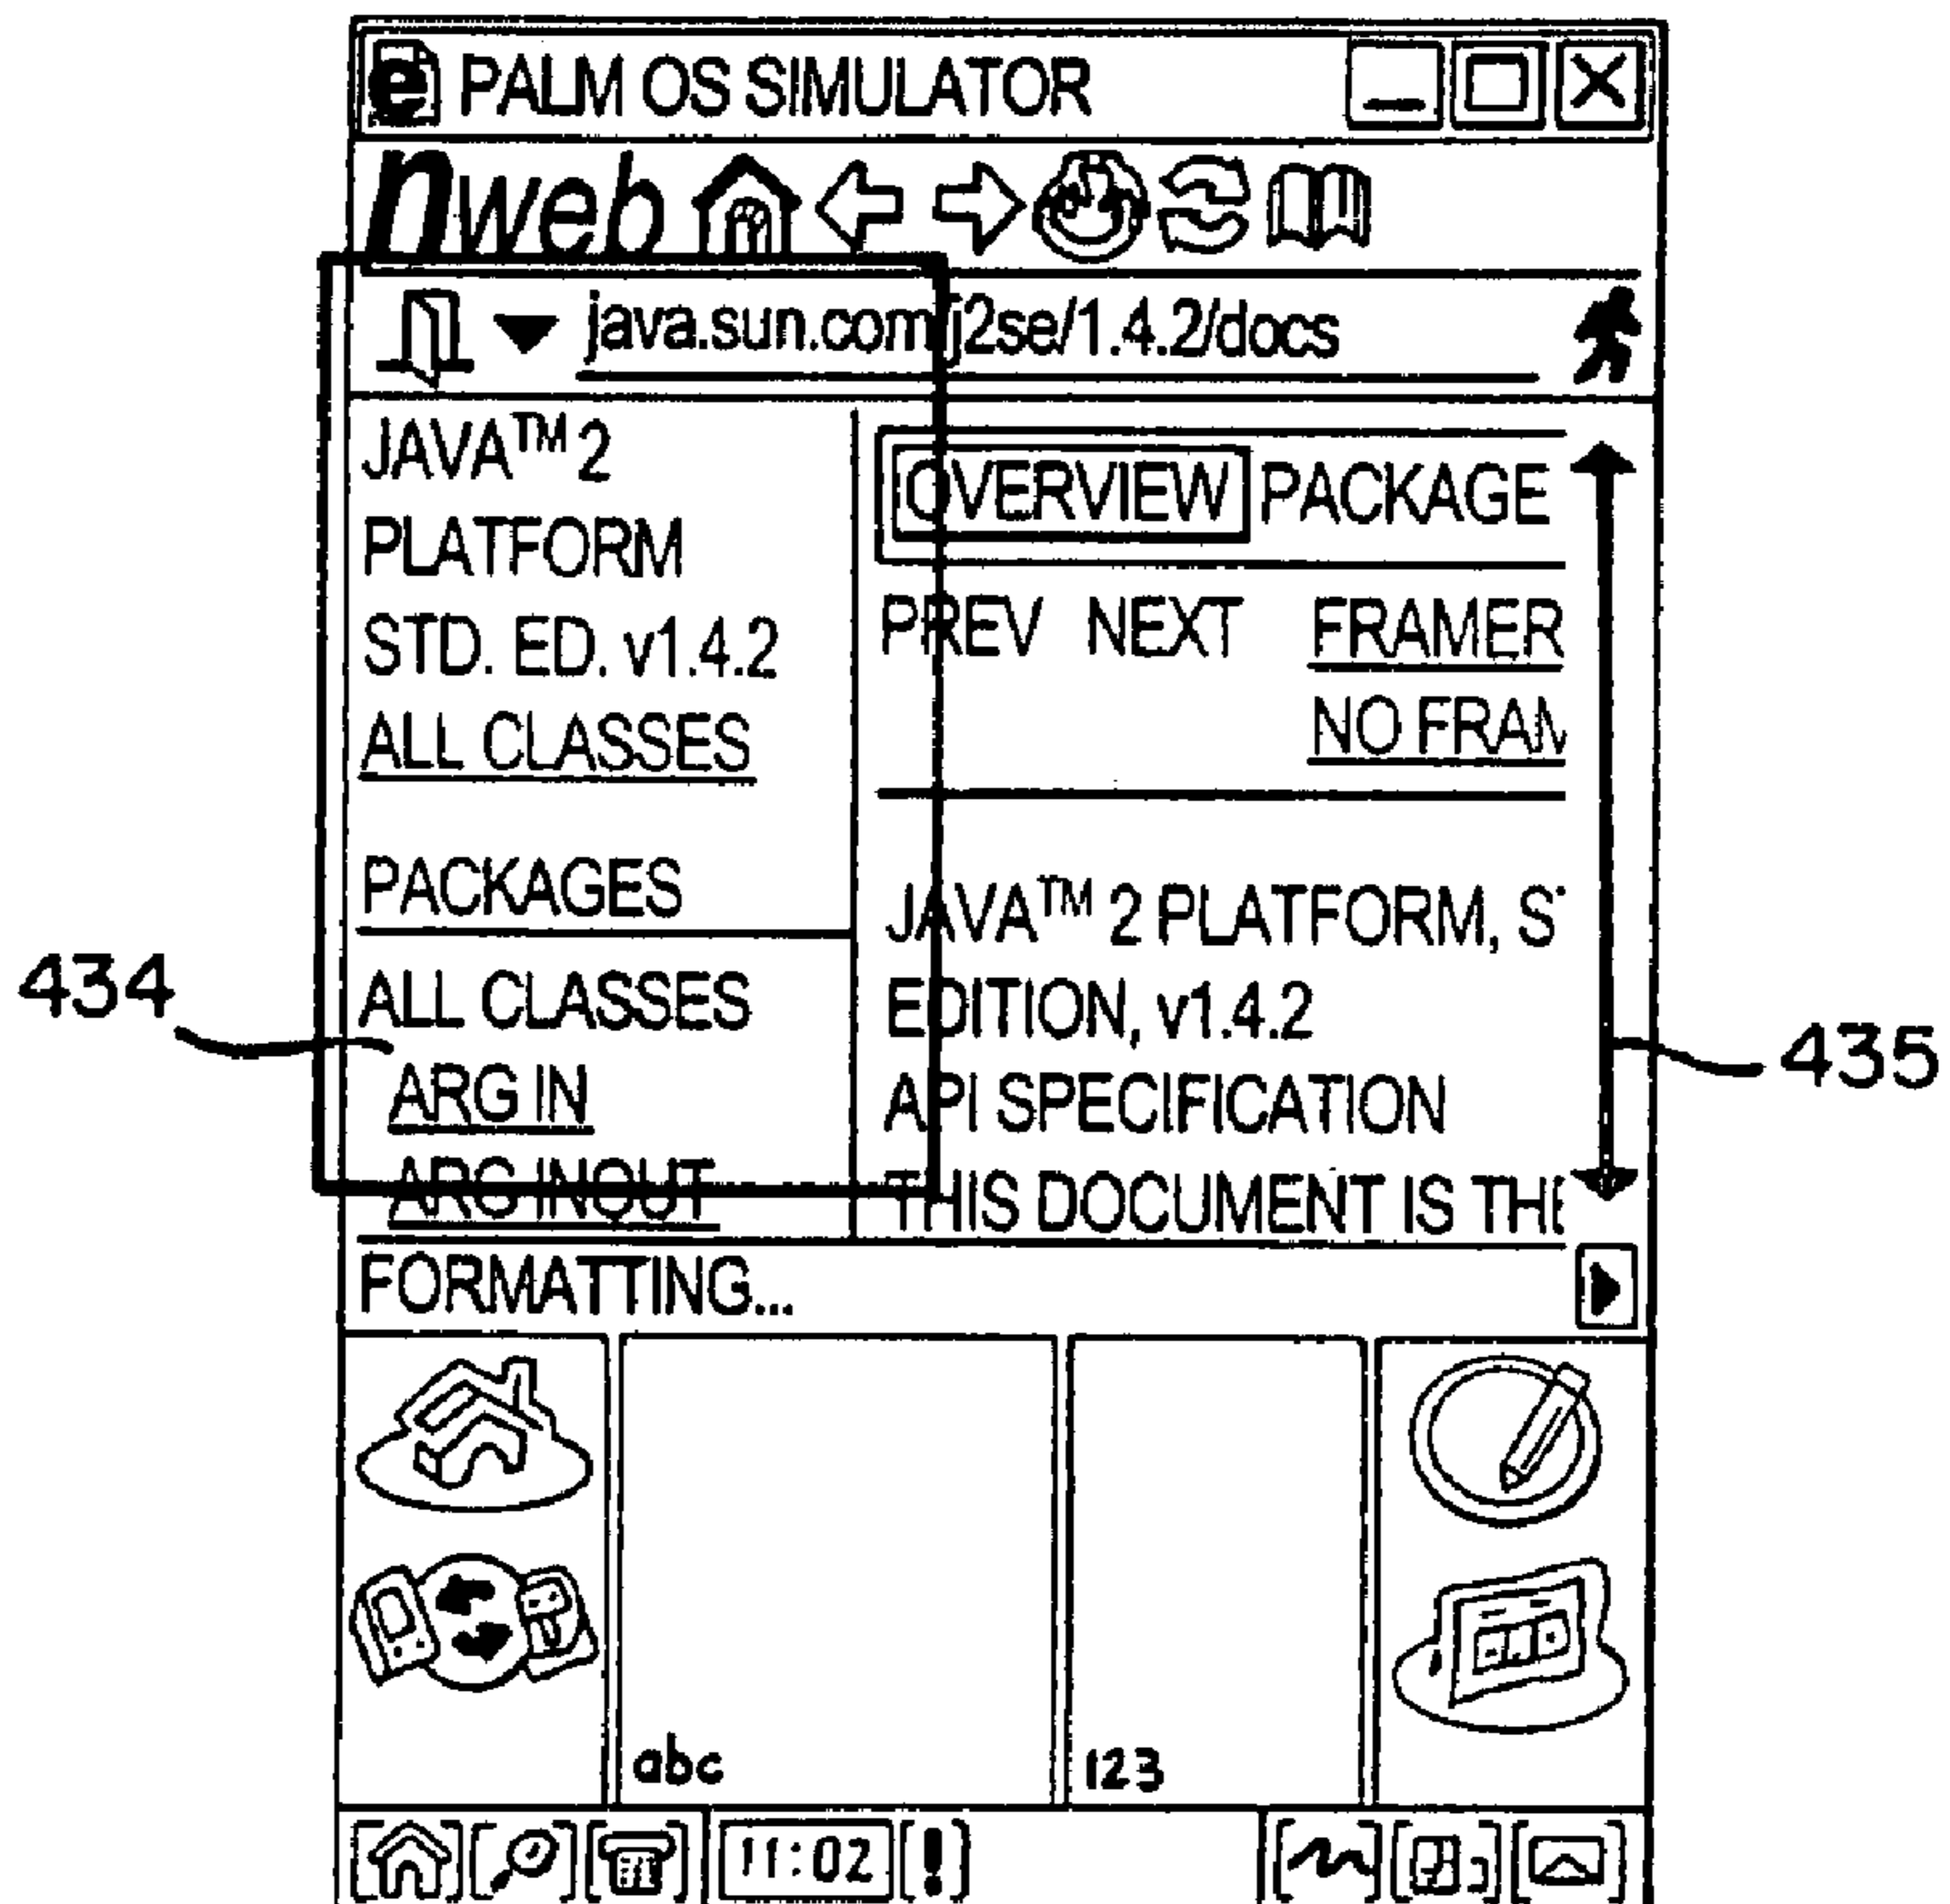 PALM OS SIMULATOR
nweb
java.sun.com/j2se/1.4.2/docs
JAVA™ 2
PLATFORM
STD. ED. v1.4.2
ALL CLASSES
PACKAGES
ALL CLASSES
ARG IN
ARG INOUT
OVERVIEW PACKAGE
PREV NEXT FRAMER
NO FRAM
JAVA™ 2 PLATFORM, S
EDITION, v1.4.2
API SPECIFICATION
THIS DOCUMENT IS THE
434
435
FORMATTING...
abc
123
11:02 !